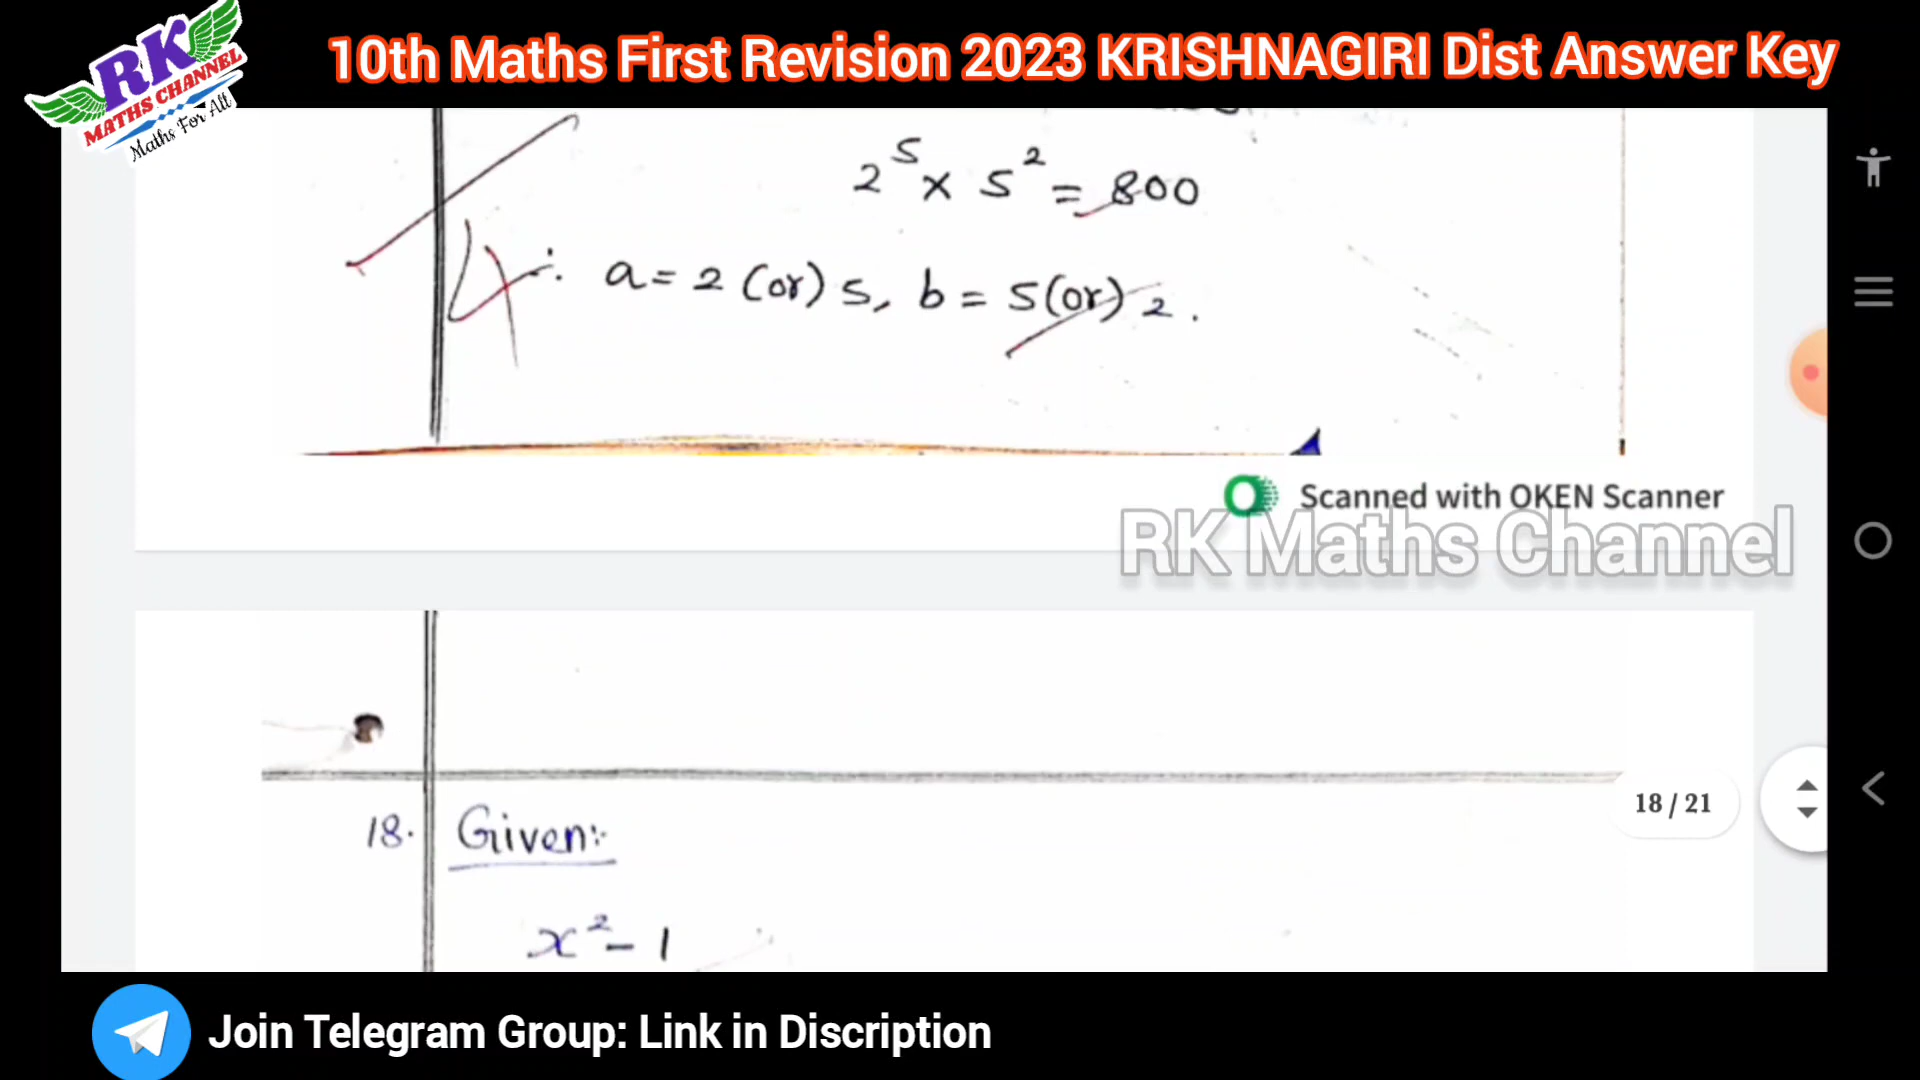 RK
MATHS CHANNEL
Maths For All
10th Maths First Revision 2023 KRISHNAGIRI Dist Answer Key
2⁵ × 5² = 800
∴ a = 2 (or) 5, b = 5 (or) 2.
Scanned with OKEN Scanner
RK Maths Channel
18. Given:-
x² - 1
18 / 21
Join Telegram Group: Link in Discription